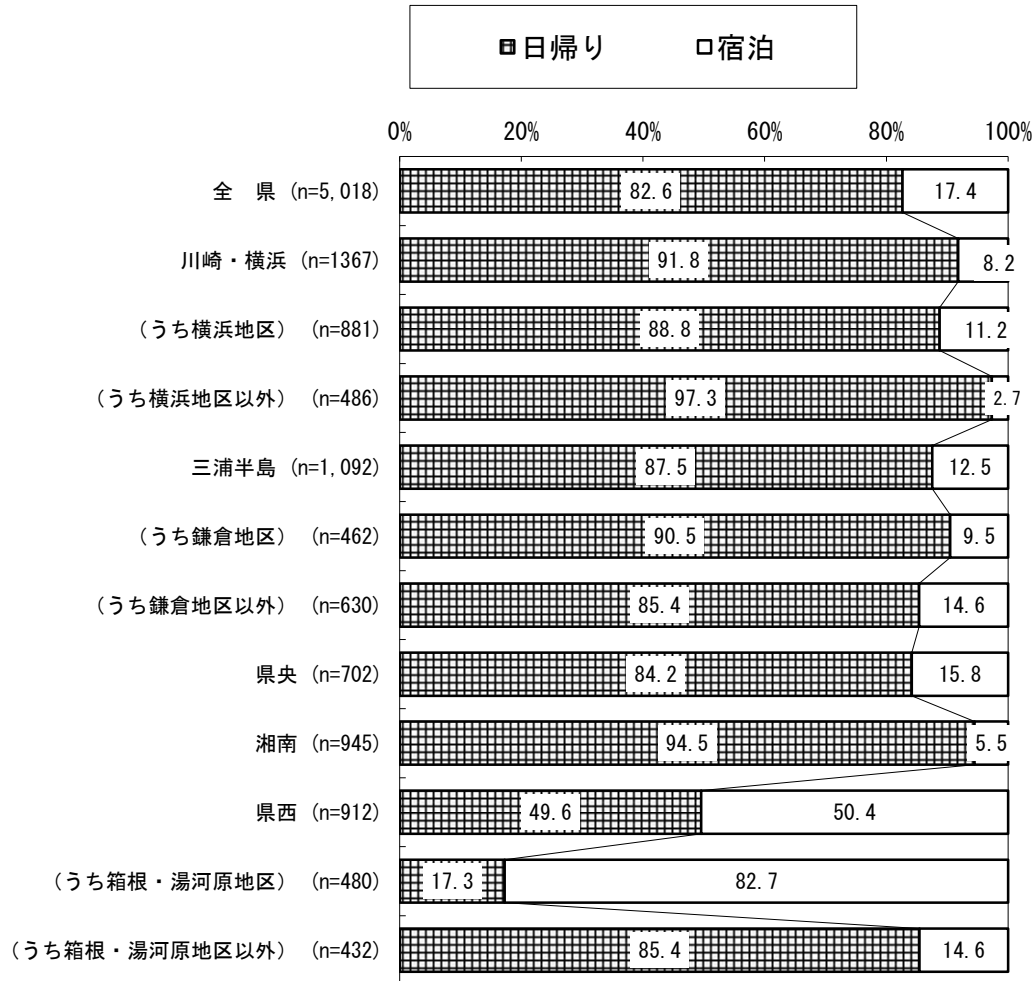 日帰り 宿泊
0% 20% 40% 60% 80% 100%
全　県 (n=5,018) 82.6 17.4
川崎・横浜 (n=1367) 91.8 8.2
（うち横浜地区） (n=881) 88.8 11.2
（うち横浜地区以外） (n=486) 97.3 2.7
三浦半島 (n=1,092) 87.5 12.5
（うち鎌倉地区） (n=462) 90.5 9.5
（うち鎌倉地区以外） (n=630) 85.4 14.6
県央 (n=702) 84.2 15.8
湘南 (n=945) 94.5 5.5
県西 (n=912) 49.6 50.4
（うち箱根・湯河原地区） (n=480) 17.3 82.7
（うち箱根・湯河原地区以外） (n=432) 85.4 14.6